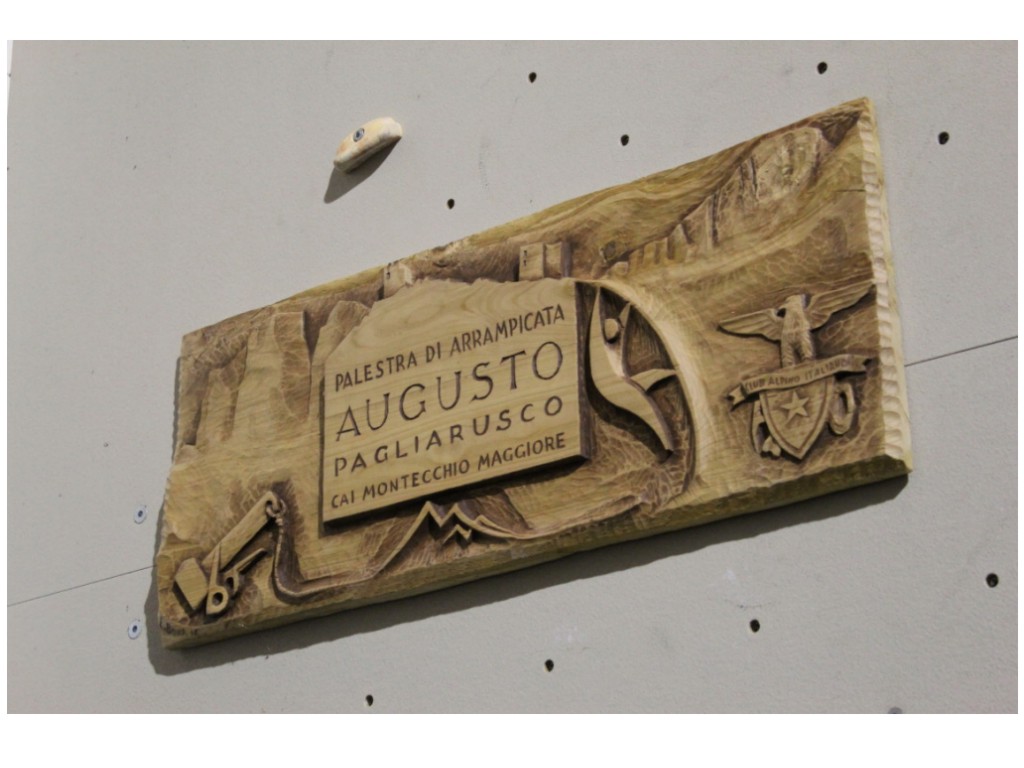 PALESTRA DI ARRAMPICATA
AUGUSTO
PAGLIARUSCO
CAI MONTECCHIO MAGGIORE
CLUB ALPINO ITALIANO